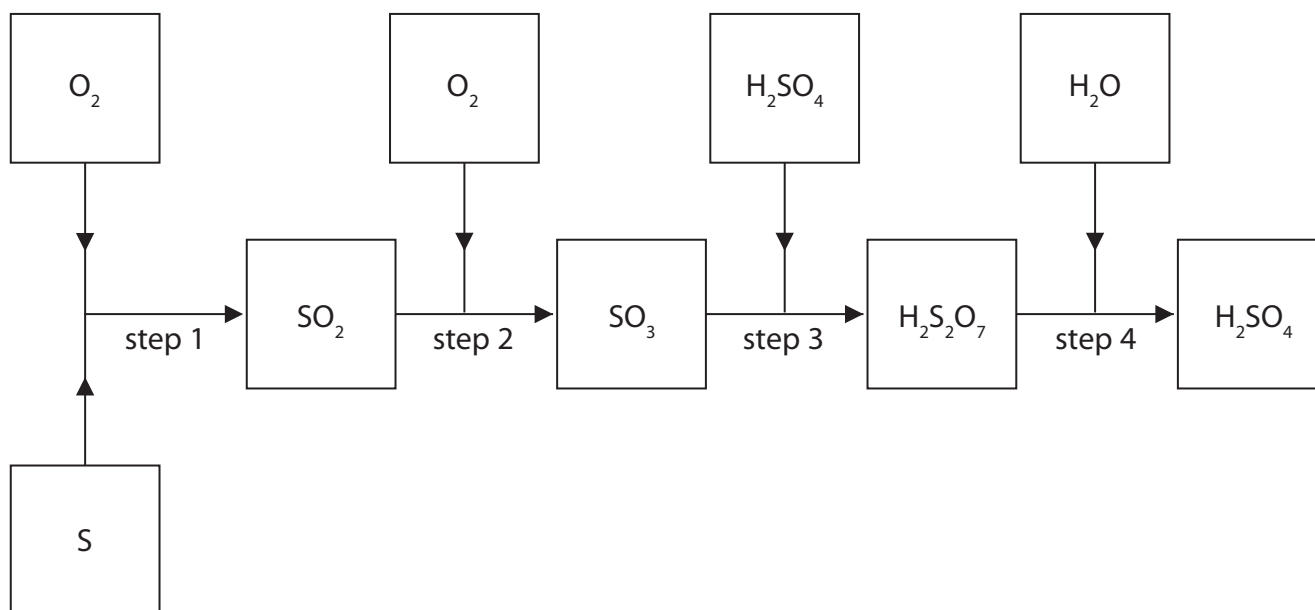 O₂
O₂
H₂SO₄
H₂O
SO₂
SO₃
H₂S₂O₇
H₂SO₄
step 1
step 2
step 3
step 4
S